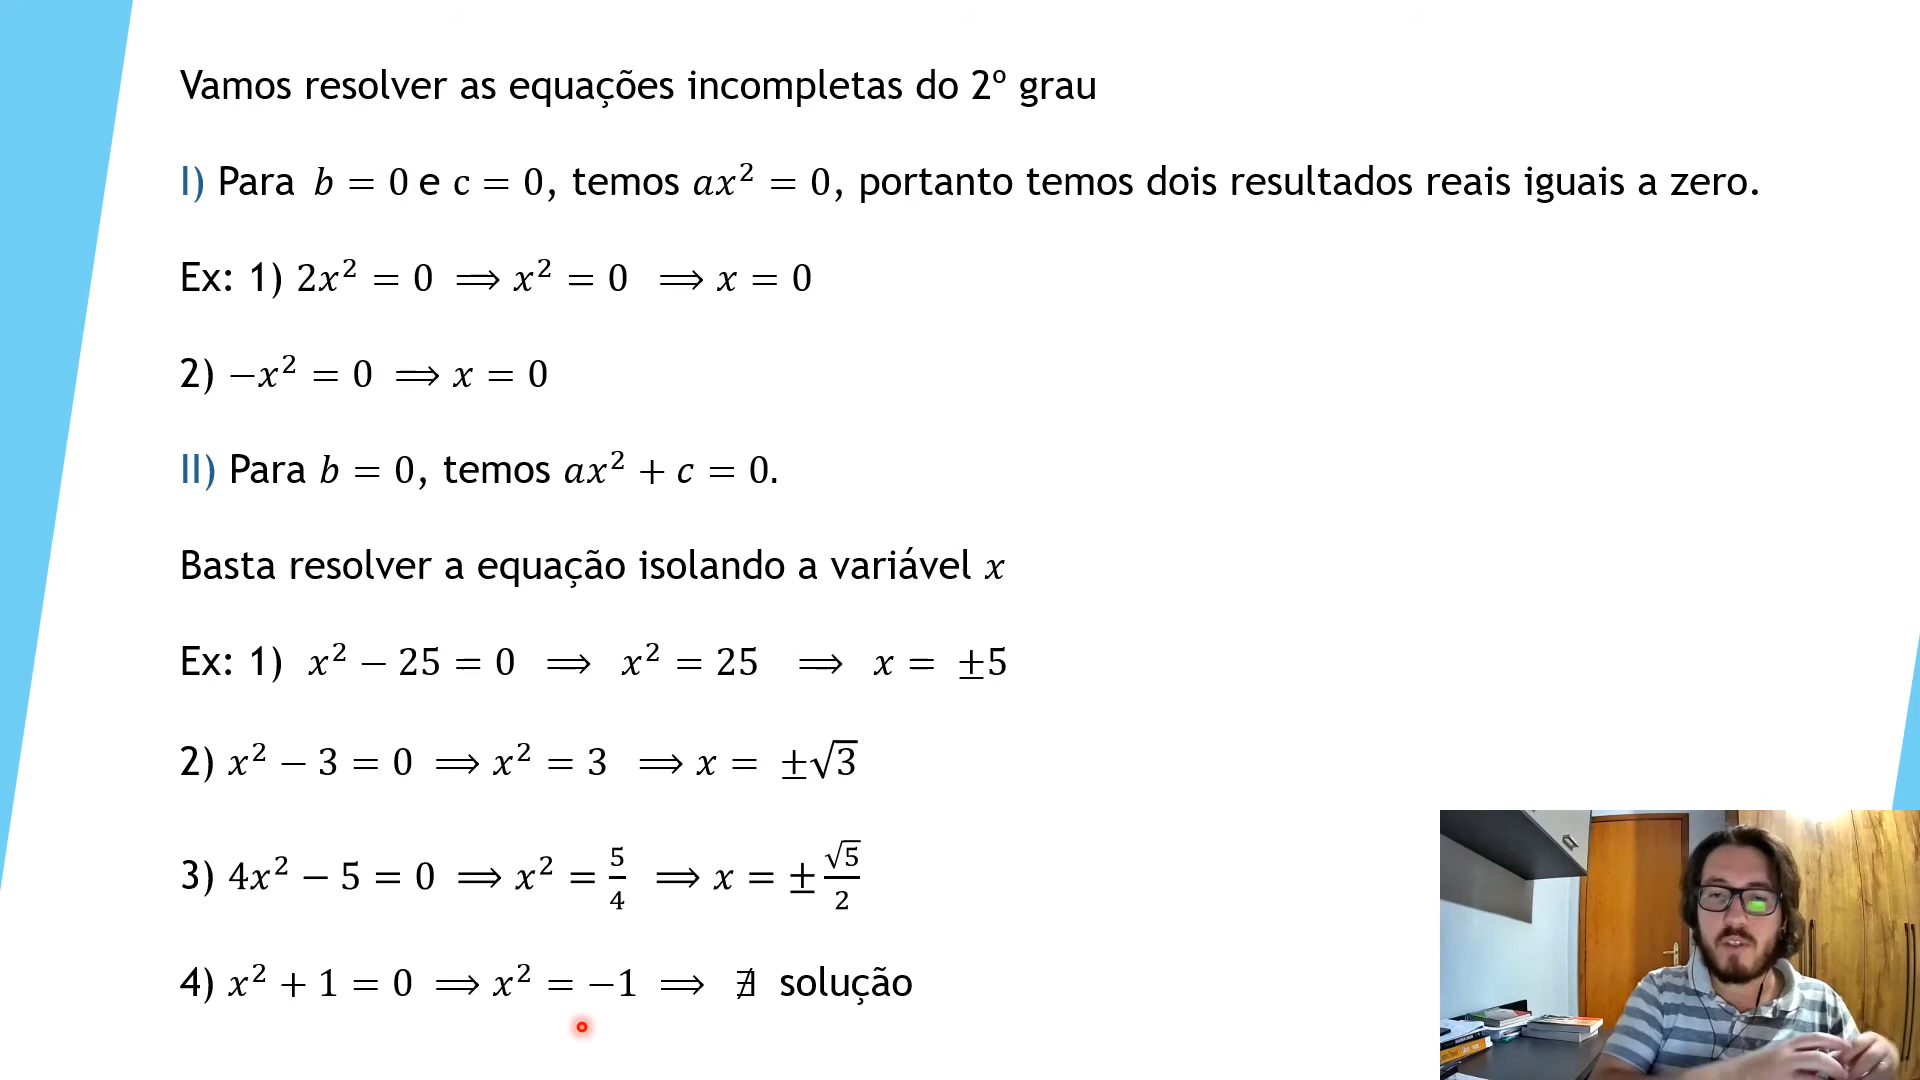 Vamos resolver as equações incompletas do 2º grau
I) Para b = 0 e c = 0, temos ax² = 0, portanto temos dois resultados reais iguais a zero.
Ex: 1) 2x² = 0 ⟹ x² = 0 ⟹ x = 0
2) −x² = 0 ⟹ x = 0
II) Para b = 0, temos ax² + c = 0.
Basta resolver a equação isolando a variável x
Ex: 1) x² − 25 = 0 ⟹ x² = 25 ⟹ x = ±5
2) x² − 3 = 0 ⟹ x² = 3 ⟹ x = ±√3
3) 4x² − 5 = 0 ⟹ x² = 5/4 ⟹ x = ±√5/2
4) x² + 1 = 0 ⟹ x² = −1 ⟹ ∄ solução